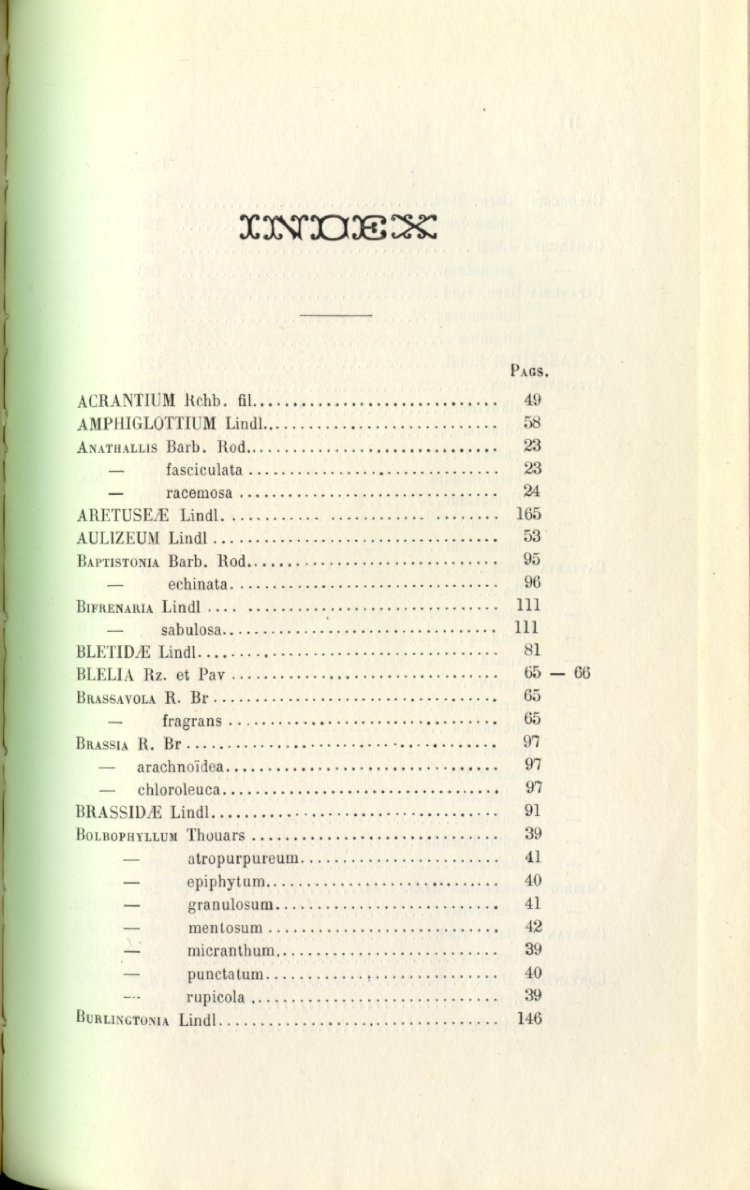 INDEX
PAGS.
ACRANTIUM Rchb. fil. 49
AMPHIGLOTTIUM Lindl. 58
ANATHALLIS Barb. Rod. 23
— fasciculata 23
— racemosa 24
ARETUSEÆ Lindl. 165
AULIZEUM Lindl 53
BAPTISTONIA Barb. Rod. 95
— echinata 96
BIFRENARIA Lindl 111
— sabulosa 111
BLETIDÆ Lindl. 81
BLELIA Rz. et Pav 65 — 66
BRASSAVOLA R. Br 65
— fragrans 65
BRASSIA R. Br 97
— arachnoïdea 97
— chloroleuca 97
BRASSIDÆ Lindl. 91
BOLBOPHYLLUM Thouars 39
— atropurpureum 41
— epiphytum 40
— granulosum 41
— mentosum 42
— micranthum 39
— punctatum 40
— rupicola 39
BURLINGTONIA Lindl. 146